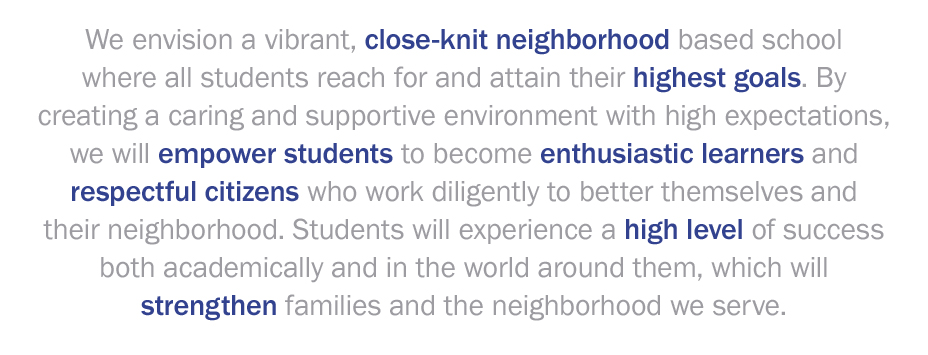 We envision a vibrant, close-knit neighborhood based school
where all students reach for and attain their highest goals. By
creating a caring and supportive environment with high expectations,
we will empower students to become enthusiastic learners and
respectful citizens who work diligently to better themselves and
their neighborhood. Students will experience a high level of success
both academically and in the world around them, which will
strengthen families and the neighborhood we serve.